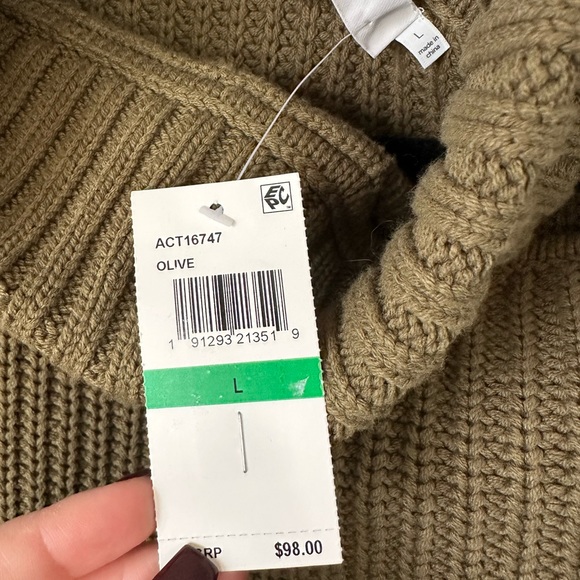 L
made in
china
EPC
ACT16747
OLIVE
1 91293 21351 9
L
$98.00